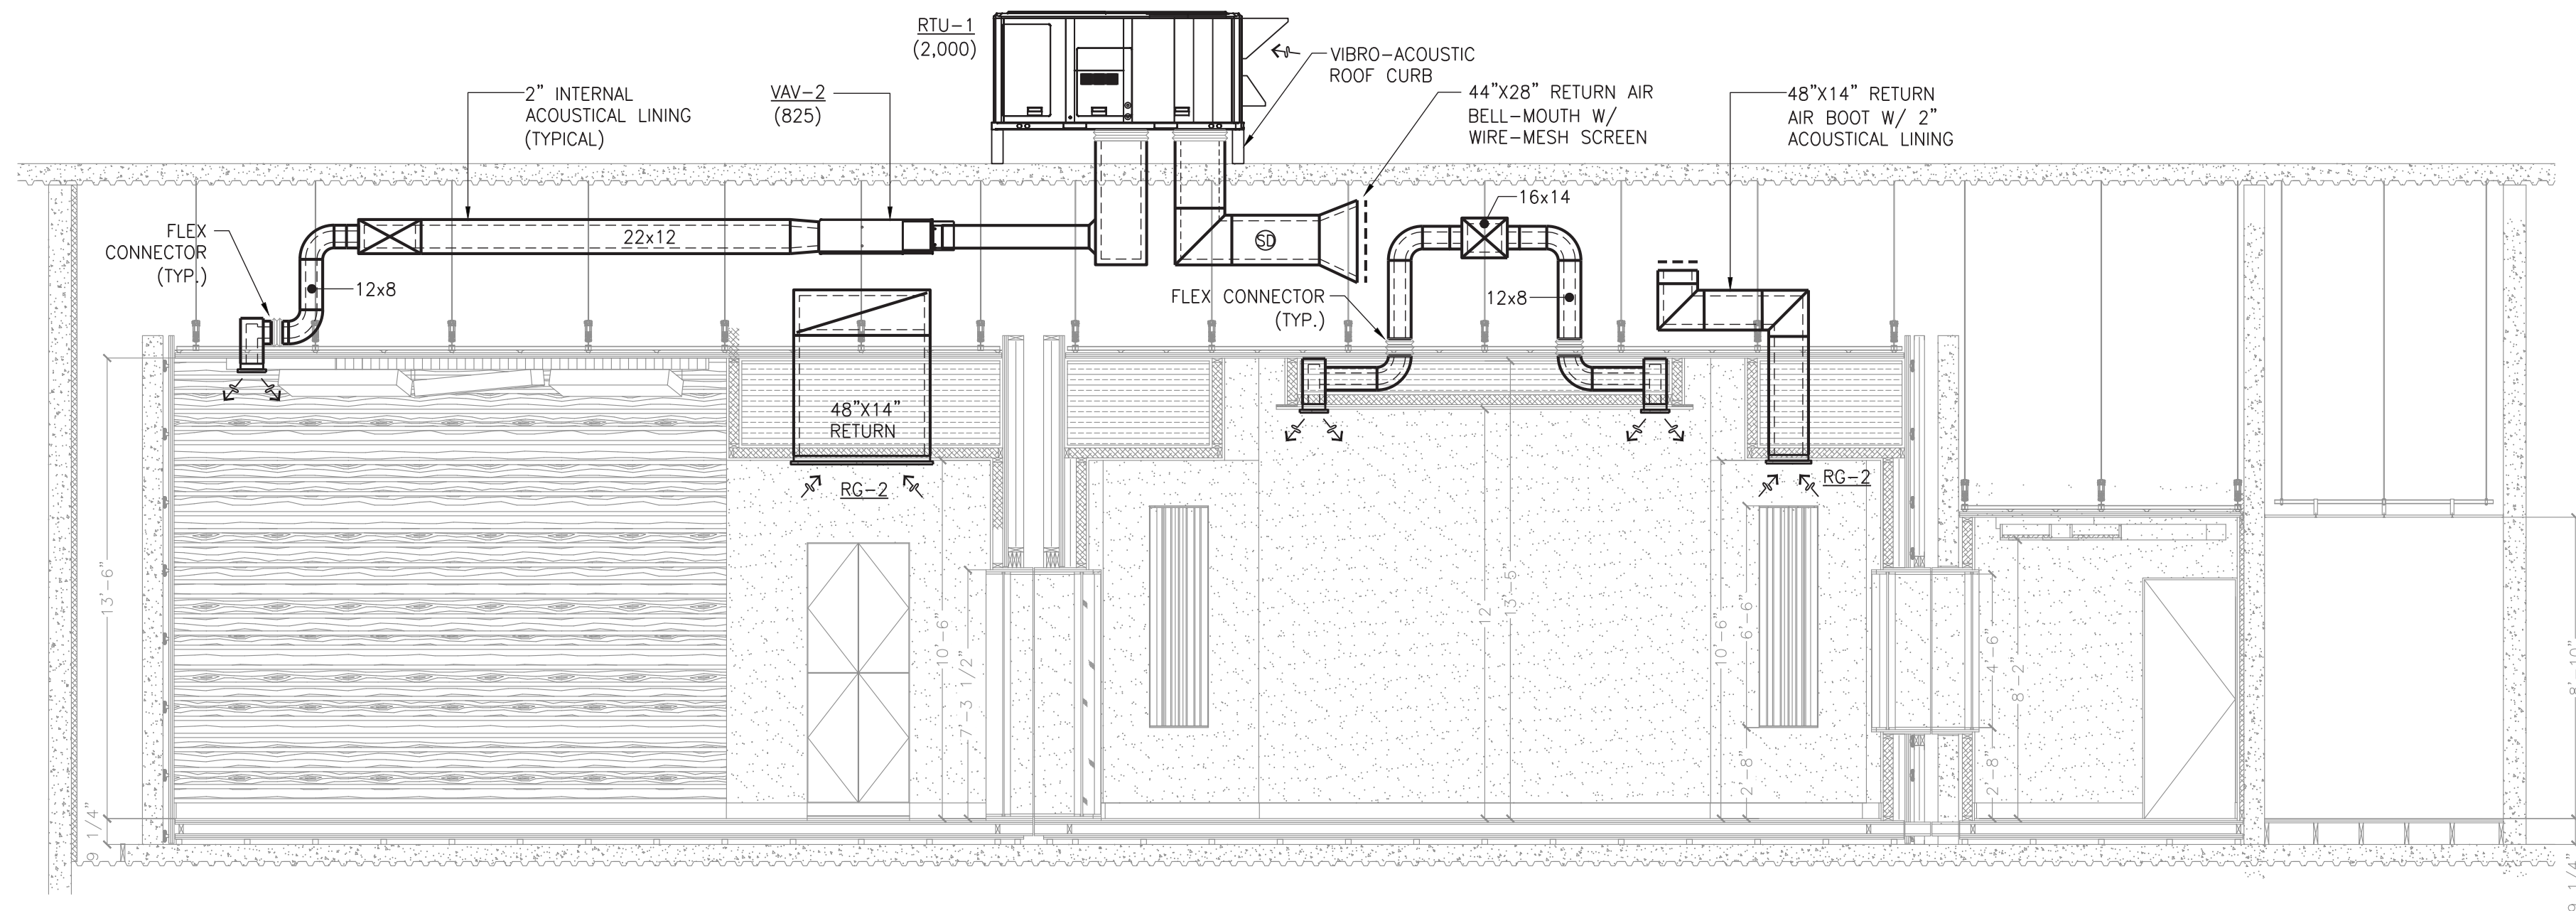 RTU-1
(2,000)
VIBRO-ACOUSTIC
ROOF CURB
2" INTERNAL
ACOUSTICAL LINING
(TYPICAL)
VAV-2
(825)
44"X28" RETURN AIR
BELL-MOUTH W/
WIRE-MESH SCREEN
48"X14" RETURN
AIR BOOT W/ 2"
ACOUSTICAL LINING
FLEX
CONNECTOR
(TYP.)
22x12
12x8
SD
16x14
FLEX CONNECTOR
(TYP.)
12x8
48"X14"
RETURN
RG-2
RG-2
13'-6"
9 1/4"
10'-6"
7'-3 1/2"
12
13'-5"
10'-6"
6'-6"
2'-8"
4'-6"
2'-8"
8'-2"
8'-10"
9 1/4"